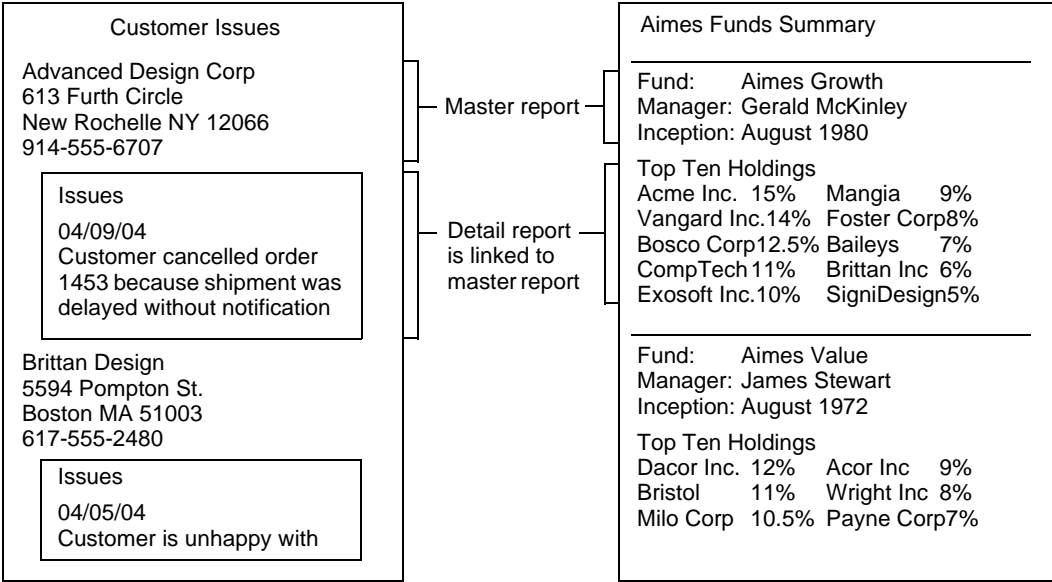 Customer Issues
Advanced Design Corp
613 Furth Circle
New Rochelle NY 12066
914-555-6707
Issues
04/09/04
Customer cancelled order
1453 because shipment was
delayed without notification
Brittan Design
5594 Pompton St.
Boston MA 51003
617-555-2480
Issues
04/05/04
Customer is unhappy with
Master report
Detail report
is linked to
master report
Aimes Funds Summary
Fund: Aimes Growth
Manager: Gerald McKinley
Inception: August 1980
Top Ten Holdings
Acme Inc. 15% Mangia 9%
Vangard Inc.14% Foster Corp8%
Bosco Corp12.5% Baileys 7%
CompTech 11% Brittan Inc 6%
Exosoft Inc.10% SigniDesign5%
Fund: Aimes Value
Manager: James Stewart
Inception: August 1972
Top Ten Holdings
Dacor Inc. 12% Acor Inc 9%
Bristol 11% Wright Inc 8%
Milo Corp 10.5% Payne Corp7%